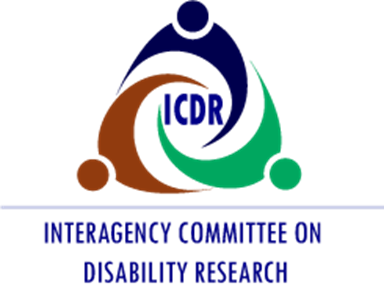 ICDR
INTERAGENCY COMMITTEE ON
DISABILITY RESEARCH